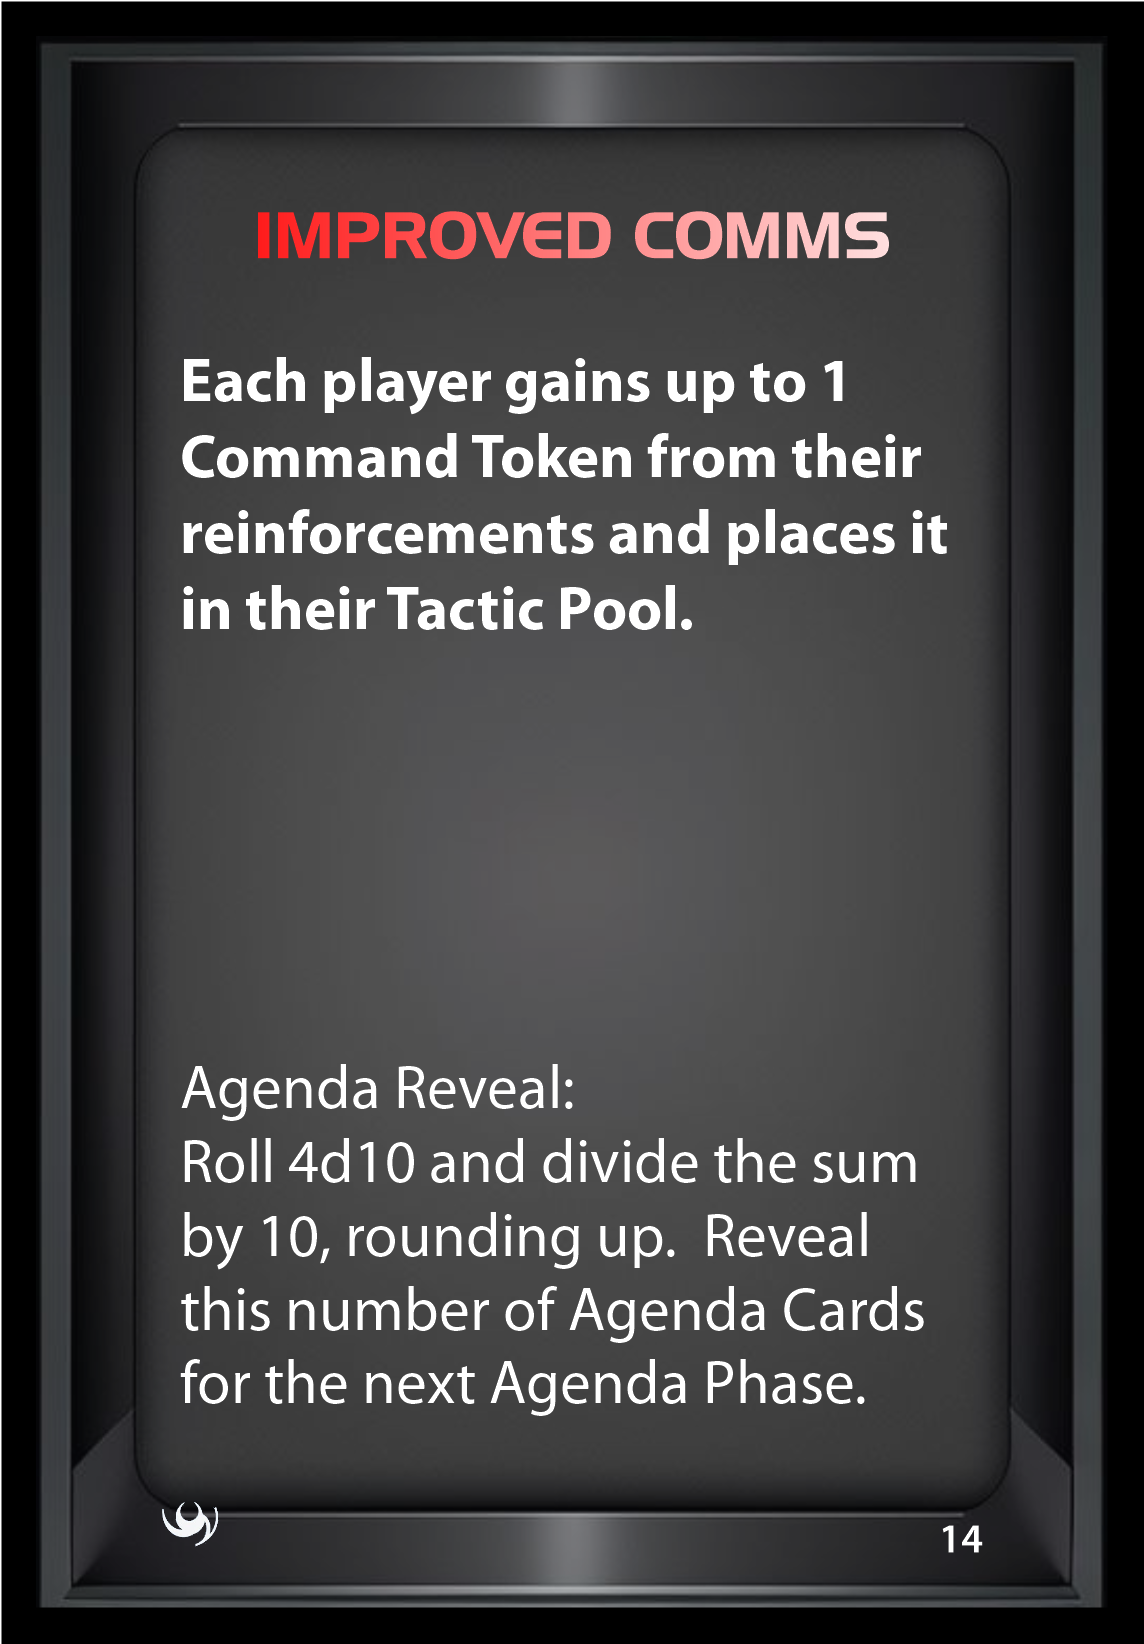 IMPROVED COMMS
Each player gains up to 1
Command Token from their
reinforcements and places it
in their Tactic Pool.
Agenda Reveal:
Roll 4d10 and divide the sum
by 10, rounding up.  Reveal
this number of Agenda Cards
for the next Agenda Phase.
14